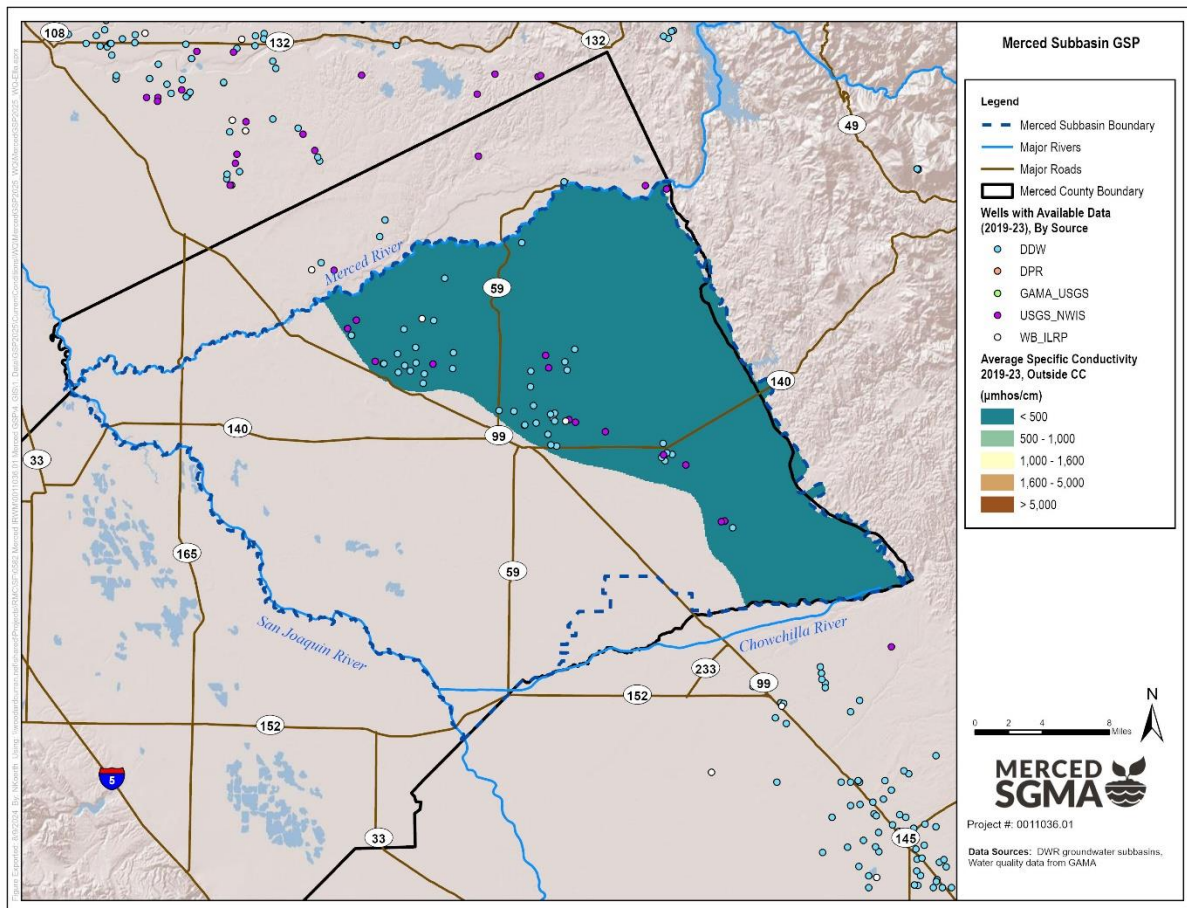 Merced Subbasin GSP
Legend
Merced Subbasin Boundary
Major Rivers
Major Roads
Merced County Boundary
Wells with Available Data
(2019-23), By Source
DDW
DPR
GAMA_USGS
USGS_NWIS
WB_ILRP
Average Specific Conductivity
2019-23, Outside CC
(µmhos/cm)
< 500
500 - 1,000
1,000 - 1,600
1,600 - 5,000
> 5,000
N
0 2 4 8
Miles
MERCED
SGMA
Project #: 0011036.01
Data Sources: DWR groundwater subbasins,
Water quality data from GAMA
108
132
132
49
Merced River
59
140
140
99
33
165
59
San Joaquin River
Chowchilla River
233
152
99
152
5
33
145
Figure Exported: 8/9/2024